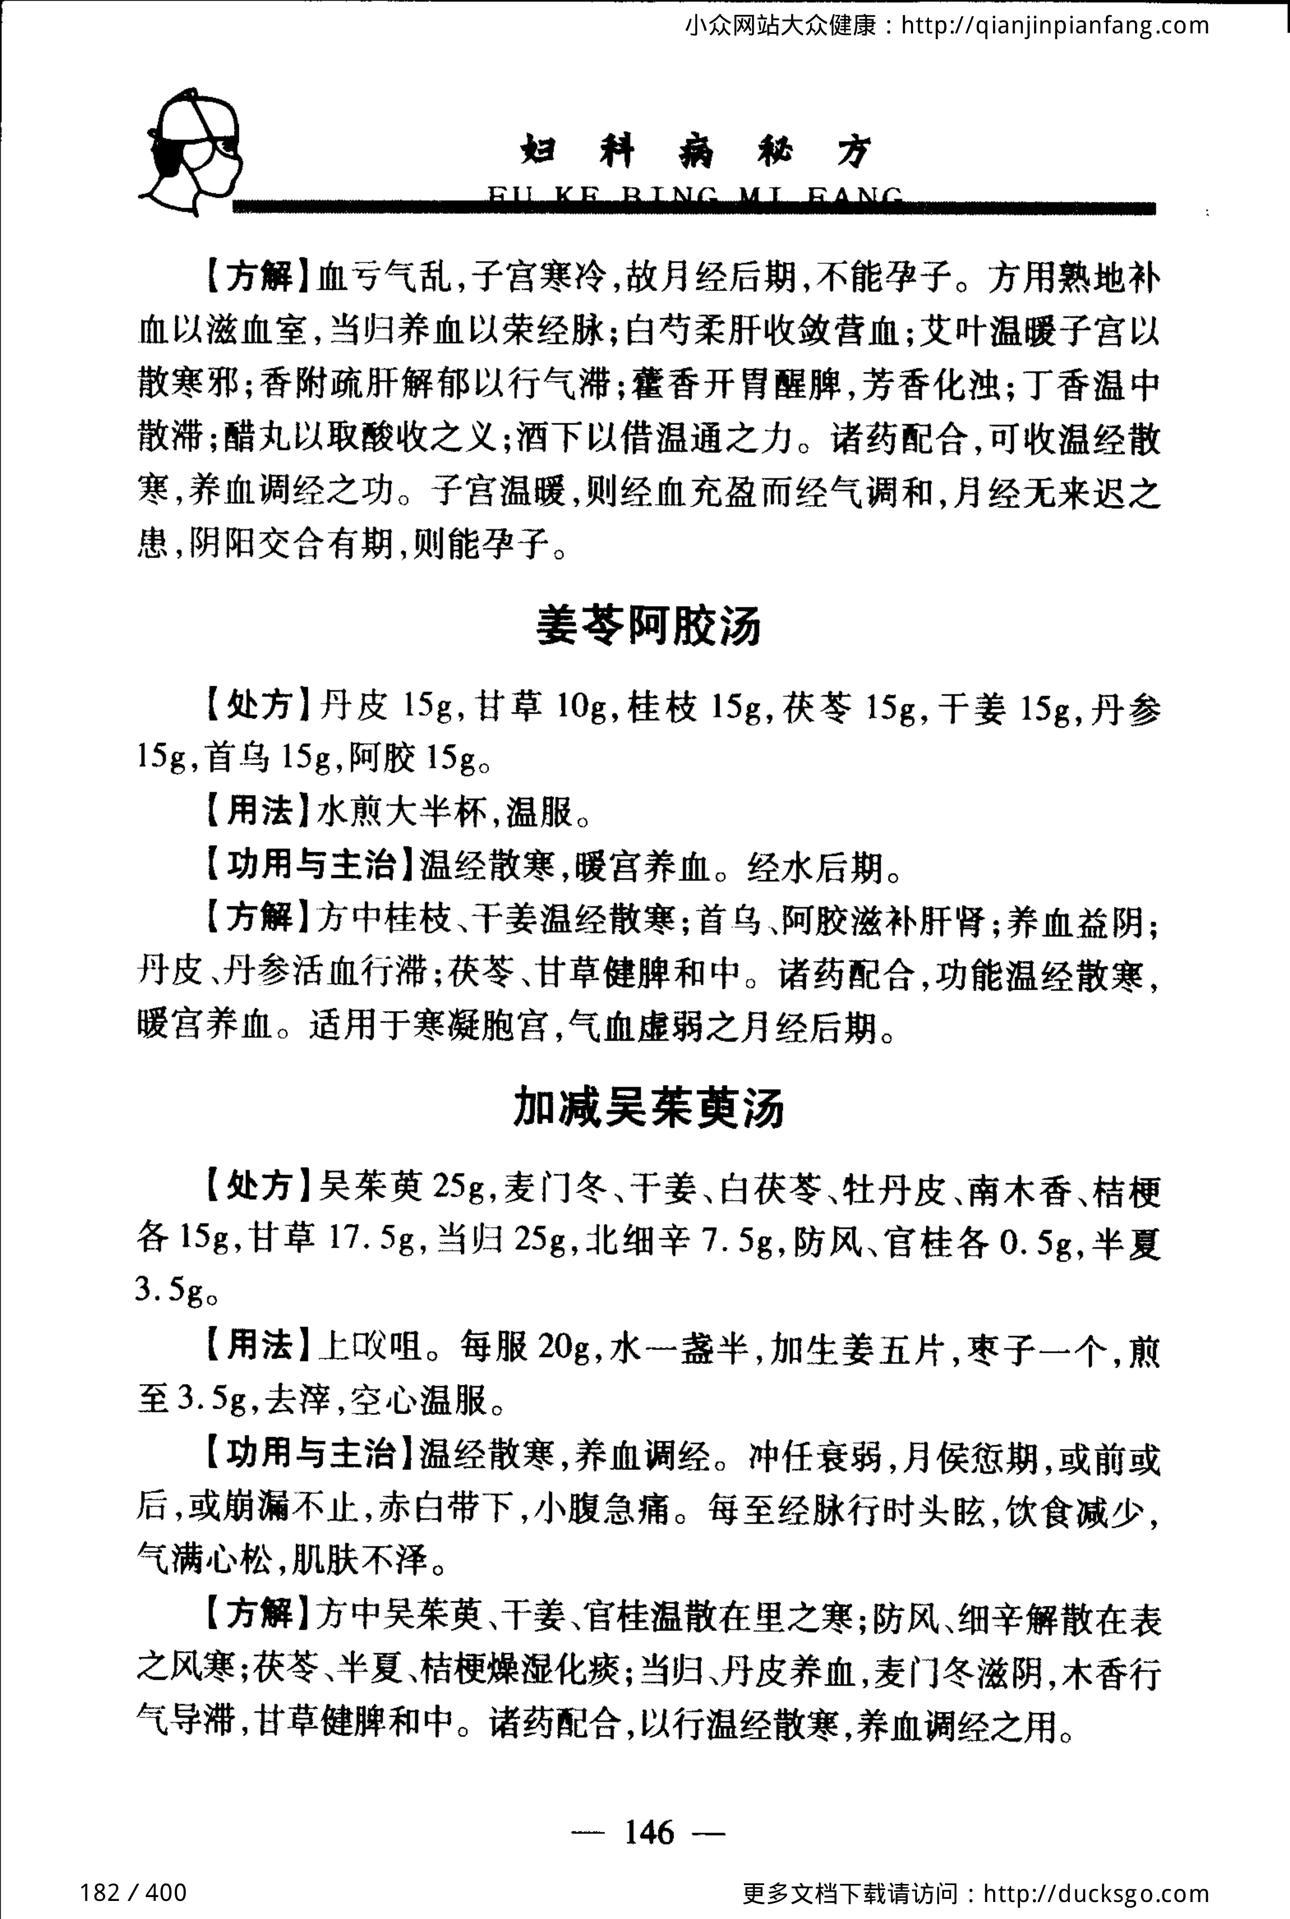 小众网站大众健康：http://qianjinpianfang.com
妇科病秘方
FU KE BING MI FANG
【方解】血亏气乱,子宫寒冷,故月经后期,不能孕子。方用熟地补
血以滋血室,当归养血以荣经脉;白芍柔肝收敛营血;艾叶温暖子宫以
散寒邪;香附疏肝解郁以行气滞;藿香开胃醒脾,芳香化浊;丁香温中
散滞;醋丸以取酸收之义;酒下以借温通之力。诸药配合,可收温经散
寒,养血调经之功。子宫温暖,则经血充盈而经气调和,月经无来迟之
患,阴阳交合有期,则能孕子。
姜苓阿胶汤
【处方】丹皮 15g,甘草 10g,桂枝 15g,茯苓 15g,干姜 15g,丹参
15g,首乌 15g,阿胶 15g。
【用法】水煎大半杯,温服。
【功用与主治】温经散寒,暖宫养血。经水后期。
【方解】方中桂枝、干姜温经散寒;首乌、阿胶滋补肝肾;养血益阴;
丹皮、丹参活血行滞;茯苓、甘草健脾和中。诸药配合,功能温经散寒,
暖宫养血。适用于寒凝胞宫,气血虚弱之月经后期。
加减吴茱萸汤
【处方】吴茱萸 25g,麦门冬、干姜、白茯苓、牡丹皮、南木香、桔梗
各 15g,甘草 17.5g,当归 25g,北细辛 7.5g,防风、官桂各 0.5g,半夏
3.5g。
【用法】上㕮咀。每服 20g,水一盏半,加生姜五片,枣子一个,煎
至 3.5g,去滓,空心温服。
【功用与主治】温经散寒,养血调经。冲任衰弱,月侯愆期,或前或
后,或崩漏不止,赤白带下,小腹急痛。每至经脉行时头眩,饮食减少,
气满心松,肌肤不泽。
【方解】方中吴茱萸、干姜、官桂温散在里之寒;防风、细辛解散在表
之风寒;茯苓、半夏、桔梗燥湿化痰;当归、丹皮养血,麦门冬滋阴,木香行
气导滞,甘草健脾和中。诸药配合,以行温经散寒,养血调经之用。
— 146 —
182 / 400
更多文档下载请访问：http://ducksgo.com